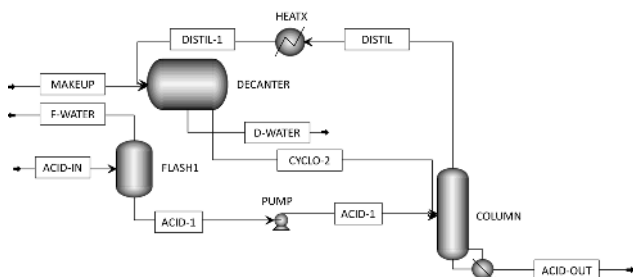 HEATX
DISTIL-1
DISTIL
MAKEUP
DECANTER
F-WATER
D-WATER
CYCLO-2
ACID-IN
FLASH1
PUMP
ACID-1
ACID-1
COLUMN
ACID-OUT